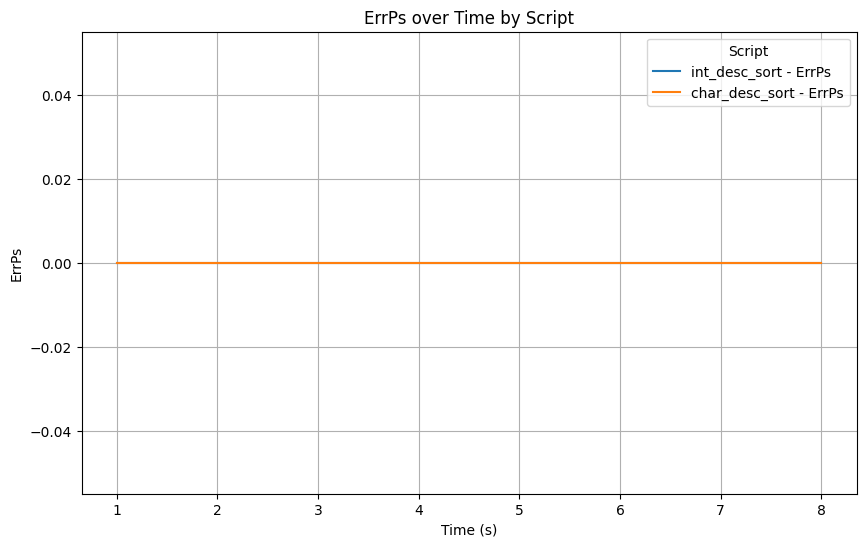 ErrPs over Time by Script
Script
int_desc_sort - ErrPs
char_desc_sort - ErrPs
0.04
0.02
0.00
−0.02
−0.04
ErrPs
1 2 3 4 5 6 7 8
Time (s)